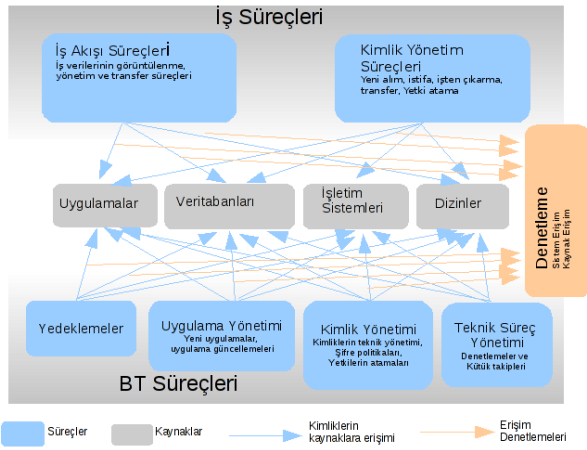 İş Süreçleri
İş Akışı Süreçleri
İş verilerinin görüntülenme,
yönetim ve transfer süreçleri
Kimlik Yönetim
Süreçleri
Yeni alım, istifa, işten çıkarma,
transfer, Yetki atama
Uygulamalar
Veritabanları
İşletim
Sistemleri
Dizinler
Denetleme
Sistem Erişim
Kaynak Erişim
Yedeklemeler
Uygulama Yönetimi
Yeni uygulamalar,
uygulama güncellemeleri
Kimlik Yönetimi
Kimliklerin teknik yönetimi,
Şifre politikaları,
Yetkilerin atamaları
Teknik Süreç
Yönetimi
Denetlemeler ve
Kütük takipleri
BT Süreçleri
Süreçler
Kaynaklar
Kimliklerin
kaynaklara erişimi
Erişim
Denetlemeleri